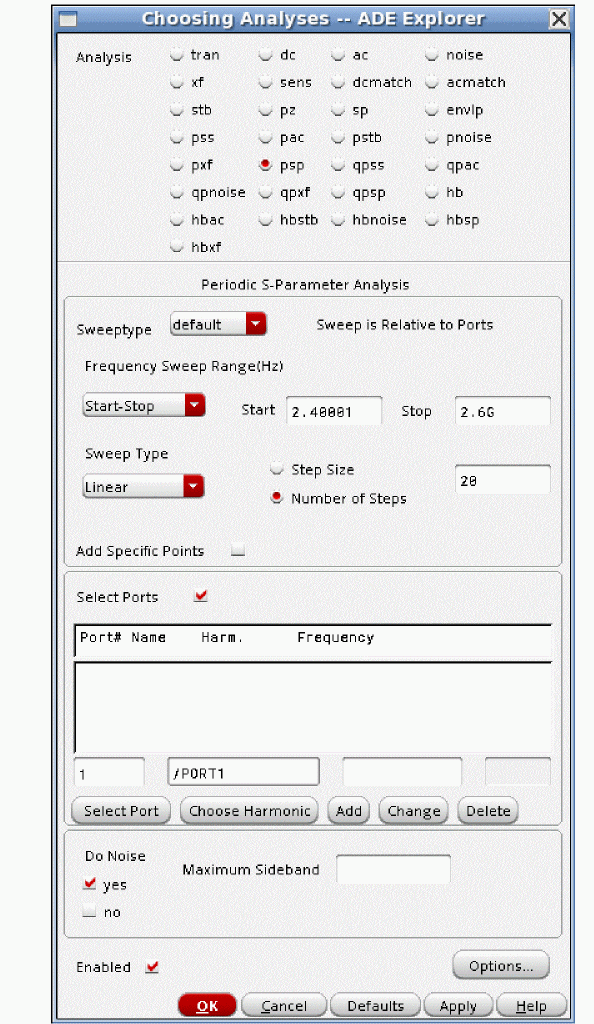 Choosing Analyses -- ADE Explorer
Analysis
tran dc ac noise
xf sens dcmatch acmatch
stb pz sp envlp
pss pac pstb pnoise
pxf psp qpss qpac
qpnoise qpxf qpsp hb
hbac hbstb hbnoise hbsp
hbxf
Periodic S-Parameter Analysis
Sweeptype default Sweep is Relative to Ports
Frequency Sweep Range(Hz)
Start-Stop Start 2.40001 Stop 2.6G
Sweep Type
Linear
Step Size
Number of Steps
20
Add Specific Points
Select Ports
Port# Name Harm. Frequency
1 /PORT1
Select Port Choose Harmonic Add Change Delete
Do Noise
yes
no
Maximum Sideband
Enabled
Options...
OK Cancel Defaults Apply Help